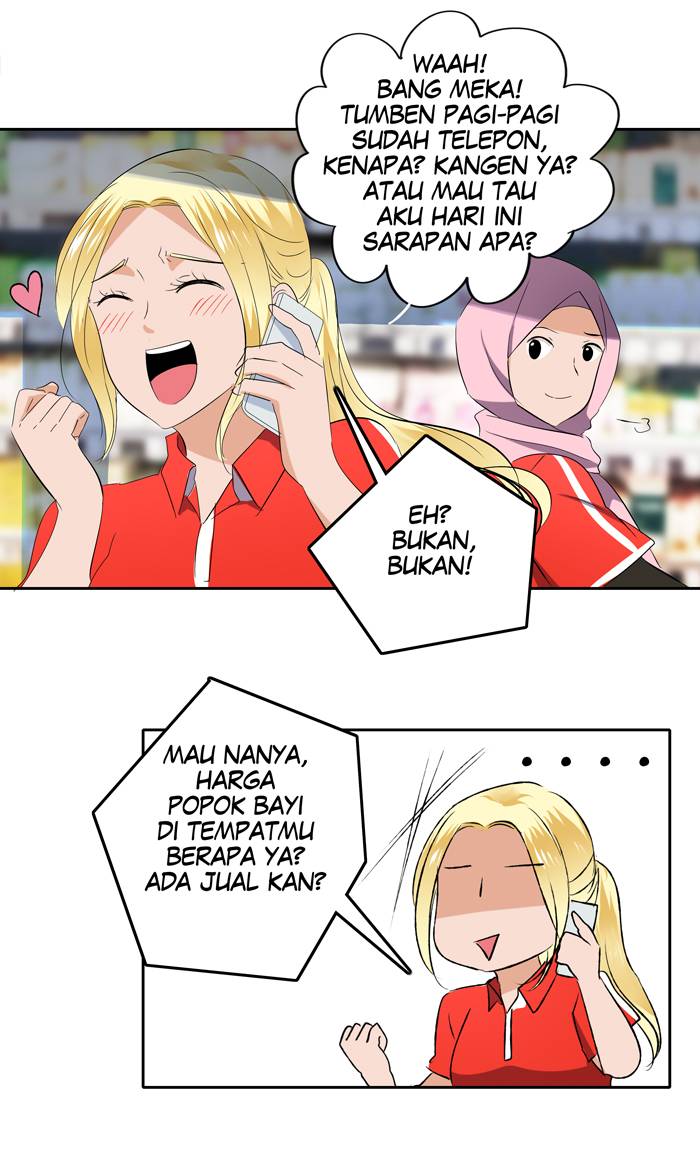 WAAH!
BANG MEKA!
TUMBEN PAGI-PAGI
SUDAH TELEPON,
KENAPA? KANGEN YA?
ATAU MAU TAU
AKU HARI INI
SARAPAN APA?
EH?
BUKAN,
BUKAN!
MAU NANYA,
HARGA
POPOK BAYI
DI TEMPATMU
BERAPA YA?
ADA JUAL KAN?